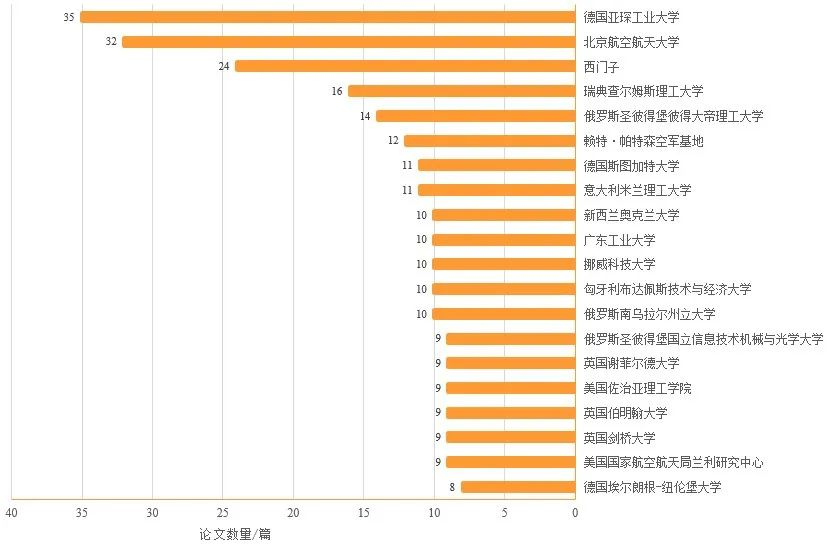 35 德国亚琛工业大学
32 北京航空航天大学
24 西门子
16 瑞典查尔姆斯理工大学
14 俄罗斯圣彼得堡彼得大帝理工大学
12 赖特·帕特森空军基地
11 德国斯图加特大学
11 意大利米兰理工大学
10 新西兰奥克兰大学
10 广东工业大学
10 挪威科技大学
10 匈牙利布达佩斯技术与经济大学
10 俄罗斯南乌拉尔州立大学
9 俄罗斯圣彼得堡国立信息技术机械与光学大学
9 英国谢菲尔德大学
9 美国佐治亚理工学院
9 英国伯明翰大学
9 英国剑桥大学
9 美国国家航空航天局兰利研究中心
8 德国埃尔朗根-纽伦堡大学
40 35 30 25 20 15 10 5 0
论文数量/篇